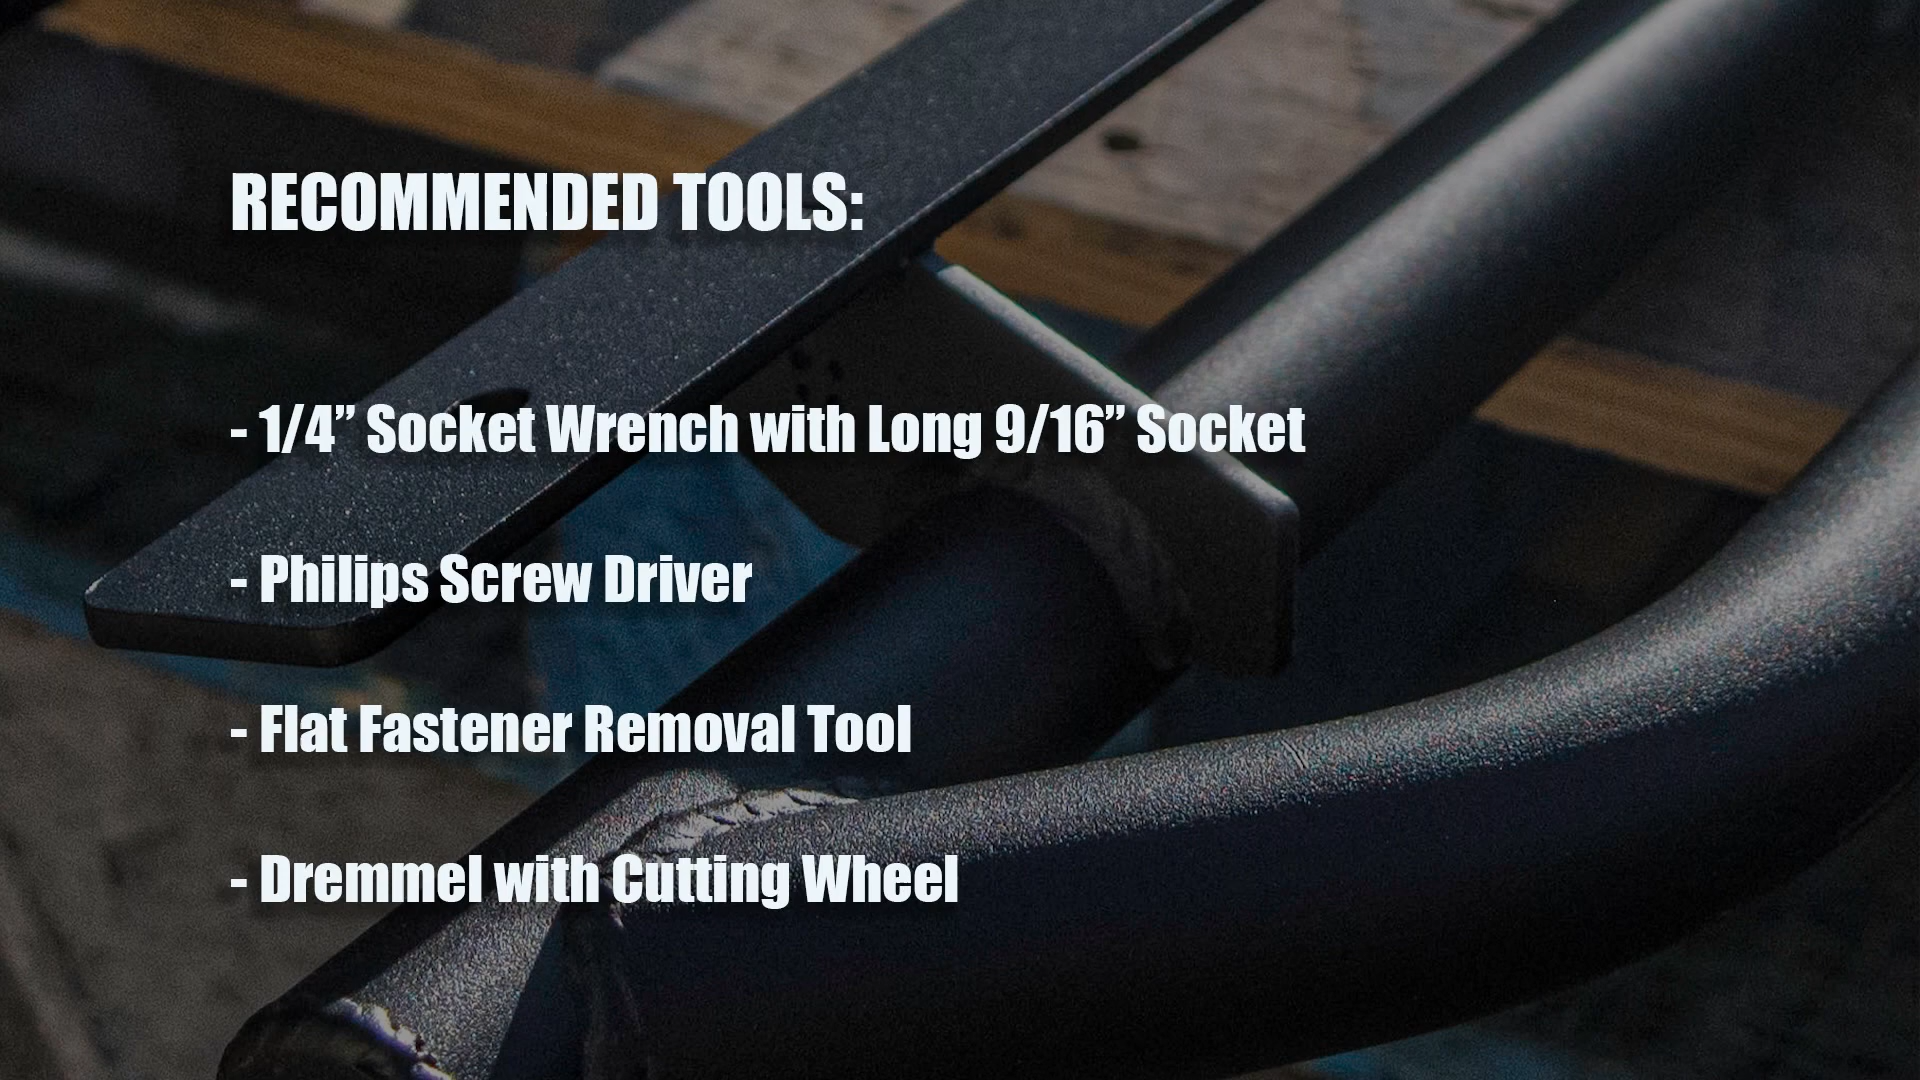 RECOMMENDED TOOLS:
- 1/4” Socket Wrench with Long 9/16” Socket
- Philips Screw Driver
- Flat Fastener Removal Tool
- Dremmel with Cutting Wheel